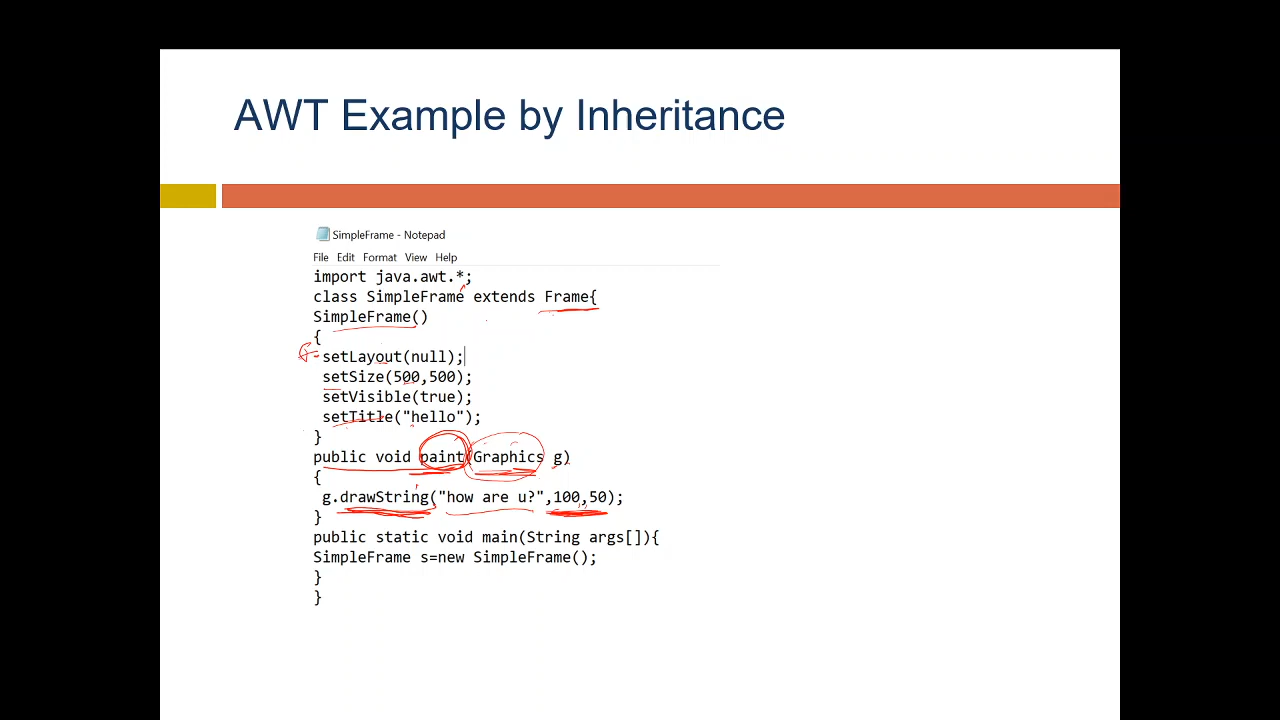 AWT Example by Inheritance
SimpleFrame - Notepad
File Edit Format View Help
import java.awt.*;
class SimpleFrame extends Frame{
SimpleFrame()
{
setLayout(null);
setSize(500,500);
setVisible(true);
setTitle("hello");
}
public void paint(Graphics g)
{
g.drawString("how are u?",100,50);
}
public static void main(String args[]){
SimpleFrame s=new SimpleFrame();
}
}